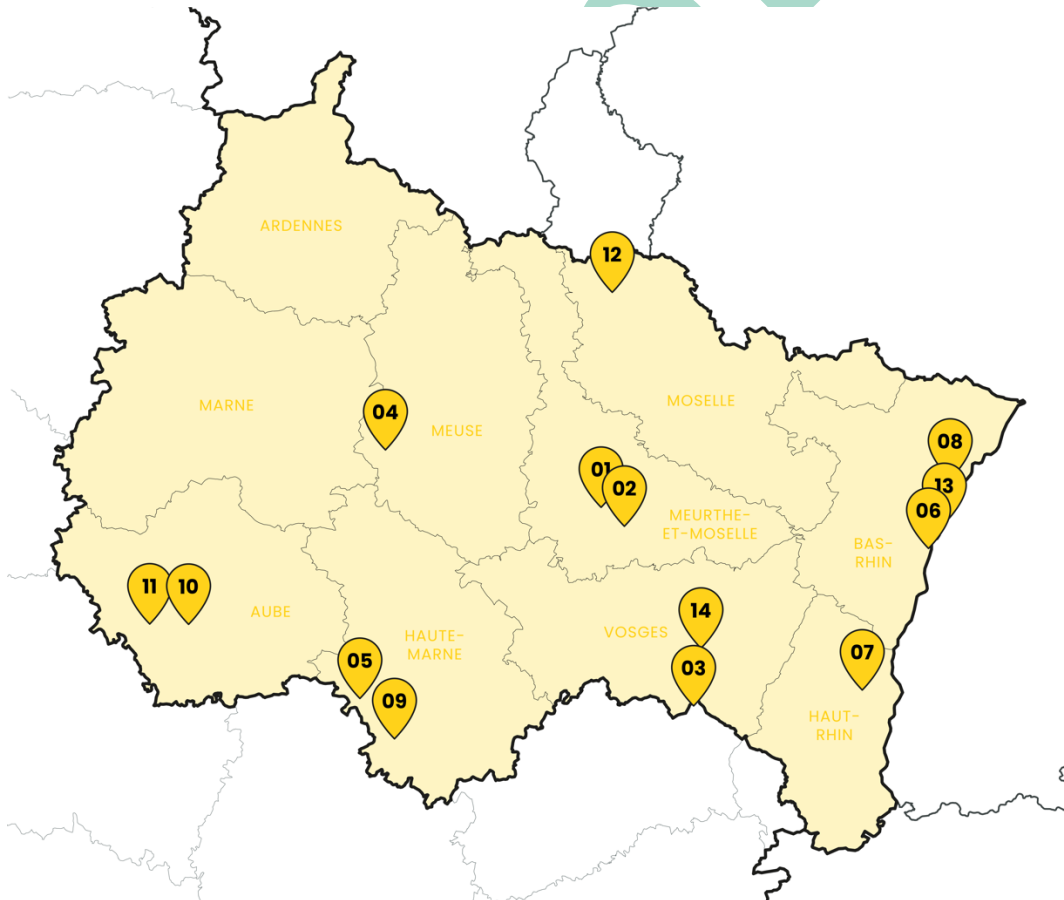 ARDENNES
12
MARNE
04
MEUSE
MOSELLE
08
01
02
13
06
MEURTHE-
ET-MOSELLE
BAS-
RHIN
11
10
AUBE
HAUTE-
MARNE
05
09
VOSGES
14
03
07
HAUT-
RHIN